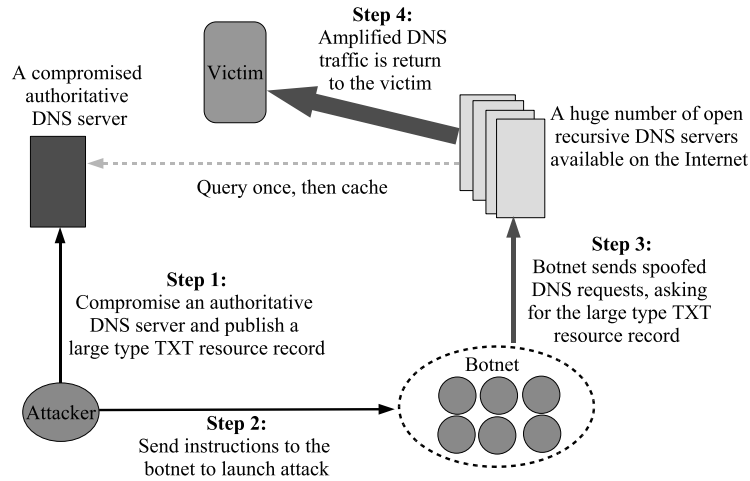 Step 4:
Amplified DNS
traffic is return
to the victim
Victim
A compromised
authoritative
DNS server
A huge number of open
recursive DNS servers
available on the Internet
Query once, then cache
Step 1:
Compromise an authoritative
DNS server and publish a
large type TXT resource record
Step 3:
Botnet sends spoofed
DNS requests, asking
for the large type TXT
resource record
Botnet
Attacker
Step 2:
Send instructions to the
botnet to launch attack